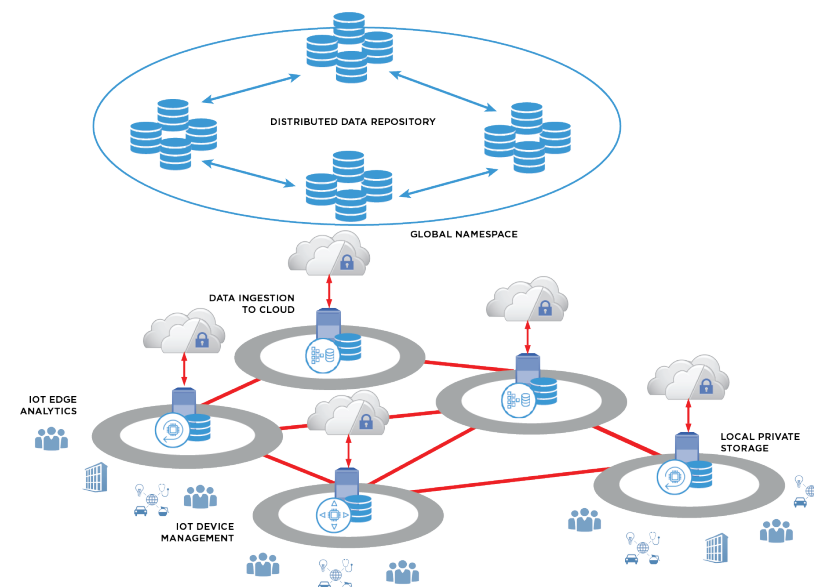 DISTRIBUTED DATA REPOSITORY
GLOBAL NAMESPACE
DATA INGESTION
TO CLOUD
IOT EDGE
ANALYTICS
LOCAL PRIVATE
STORAGE
IOT DEVICE
MANAGEMENT